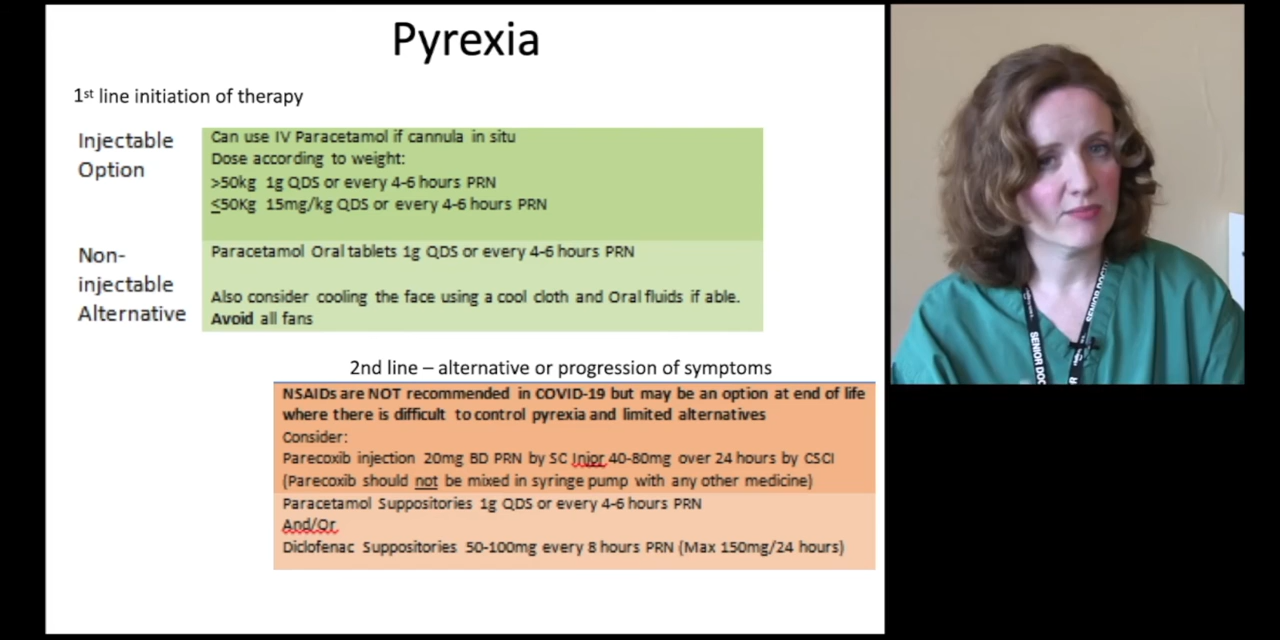 Pyrexia
1st line initiation of therapy
Injectable
Option
Can use IV Paracetamol if cannula in situ
Dose according to weight:
>50kg 1g QDS or every 4-6 hours PRN
≤50Kg 15mg/kg QDS or every 4-6 hours PRN
Non-
injectable
Alternative
Paracetamol Oral tablets 1g QDS or every 4-6 hours PRN
Also consider cooling the face using a cool cloth and Oral fluids if able.
Avoid all fans
2nd line – alternative or progression of symptoms
NSAIDs are NOT recommended in COVID-19 but may be an option at end of life
where there is difficult to control pyrexia and limited alternatives
Consider:
Parecoxib injection 20mg BD PRN by SC Injor 40-80mg over 24 hours by CSCI
(Parecoxib should not be mixed in syringe pump with any other medicine)
Paracetamol Suppositories 1g QDS or every 4-6 hours PRN
And/Or
Diclofenac Suppositories 50-100mg every 8 hours PRN (Max 150mg/24 hours)
SENIOR DOC
SENIOR DOCT